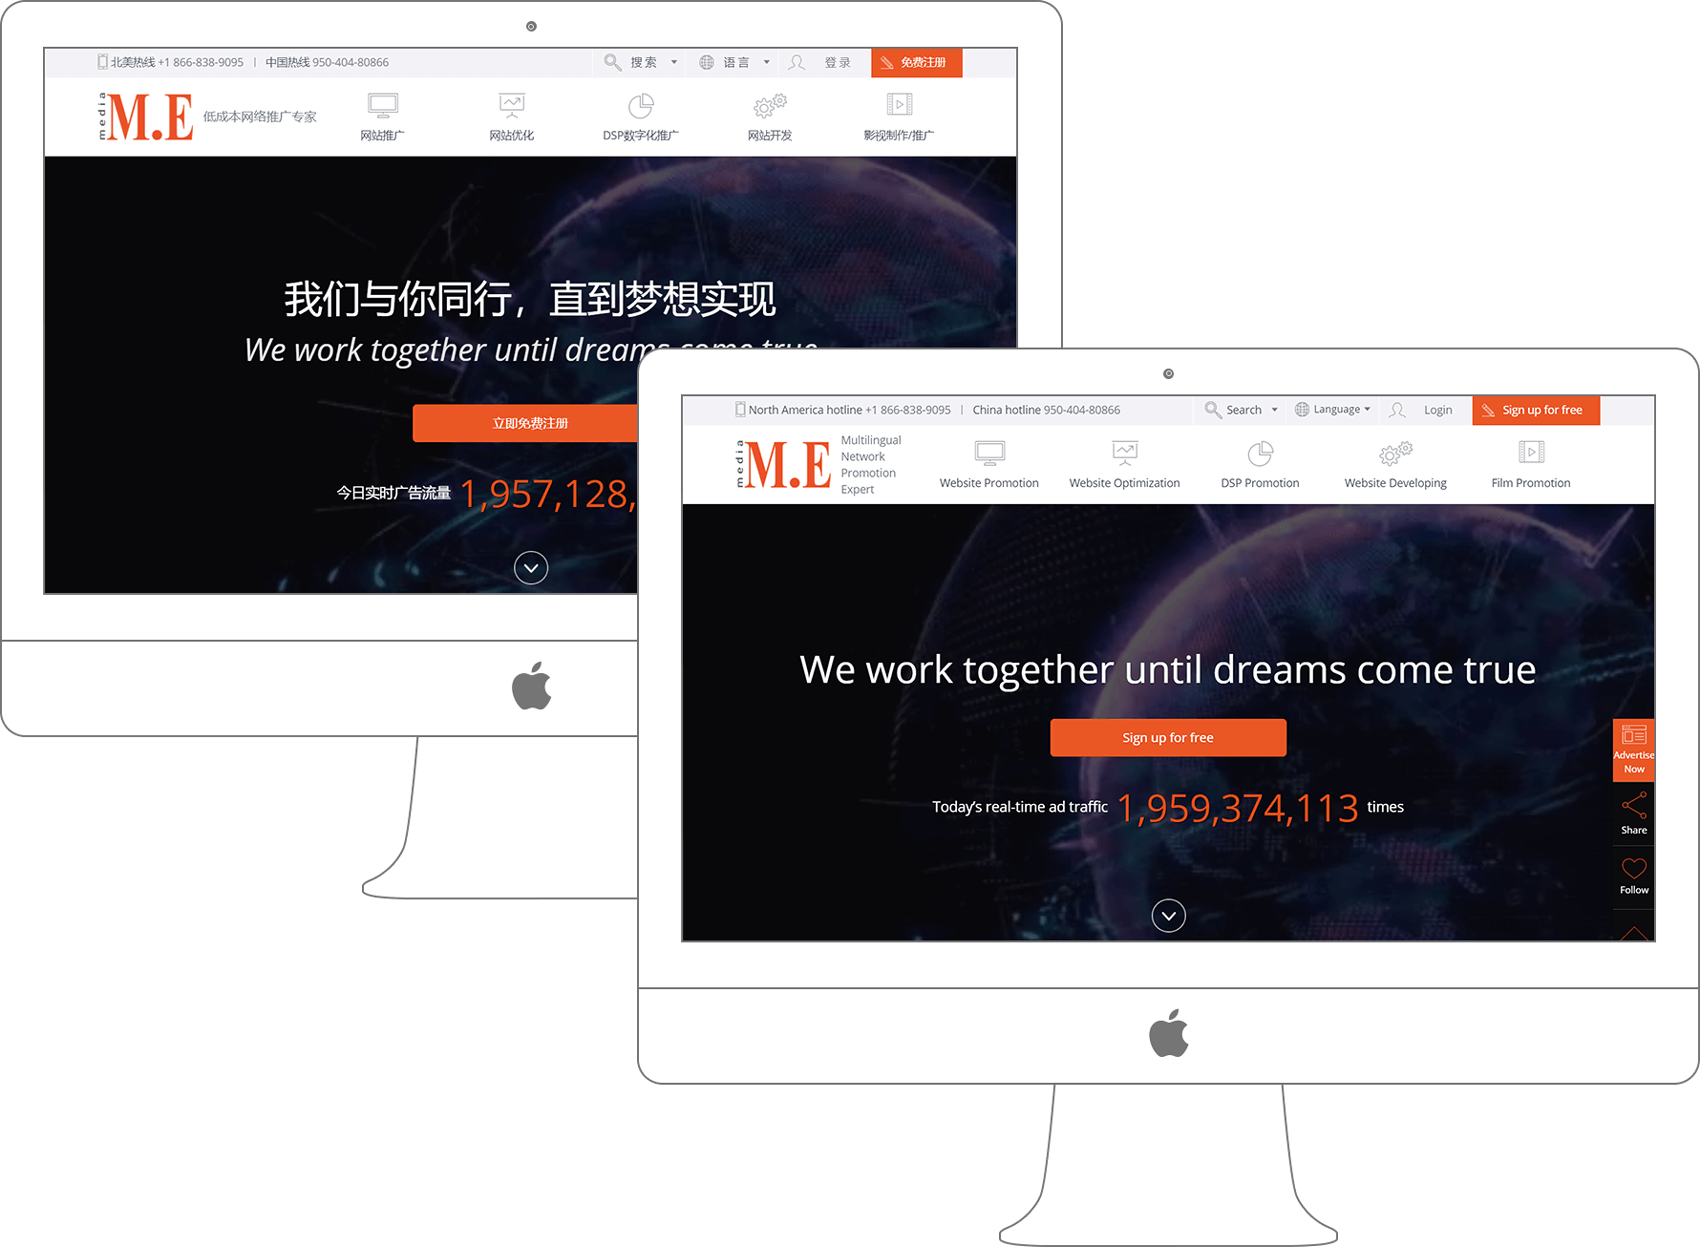 北美热线 +1 866-838-9095 | 中国热线 950-404-80866
搜索
语言
登录
免费注册
media
M.E
低成本网络推广专家
网站推广
网站优化
DSP数字化推广
网站开发
影视制作/推广
我们与你同行，直到梦想实现
We work together until dreams come true
立即免费注册
今日实时广告流量 1,957,128,
North America hotline +1 866-838-9095 | China hotline 950-404-80866
Search
Language
Login
Sign up for free
media
M.E
Multilingual
Network
Promotion
Expert
Website Promotion
Website Optimization
DSP Promotion
Website Developing
Film Promotion
We work together until dreams come true
Sign up for free
Today's real-time ad traffic 1,959,374,113 times
Advertise
Now
Share
Follow